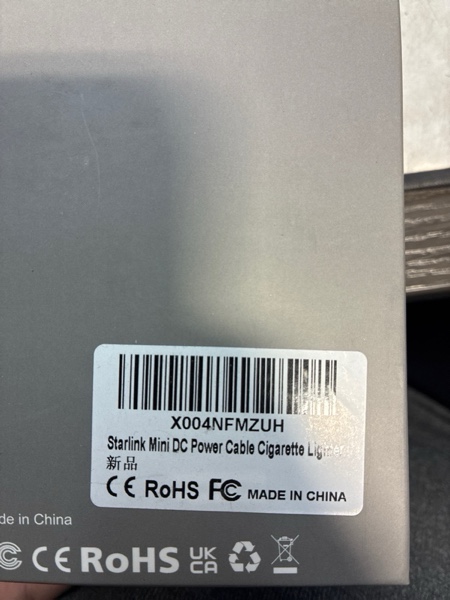 X004NFMZUH
Starlink Mini DC Power Cable Cigarette Lighter
新品
CE RoHS FC MADE IN CHINA
de in China
CE RoHS UK CA